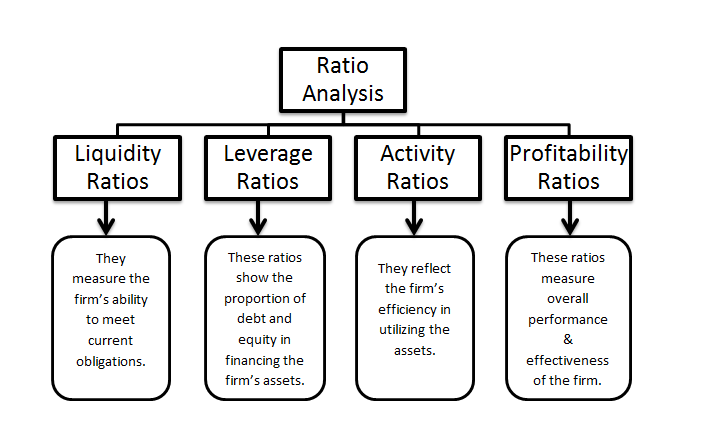 Ratio
Analysis
Liquidity
Ratios
Leverage
Ratios
Activity
Ratios
Profitability
Ratios
They
measure the
firm's ability
to meet
current
obligations.
These ratios
show the
proportion of
debt and
equity in
financing the
firm's assets.
They reflect
the firm's
efficiency in
utilizing the
assets.
These ratios
measure
overall
performance
&
effectiveness
of the firm.